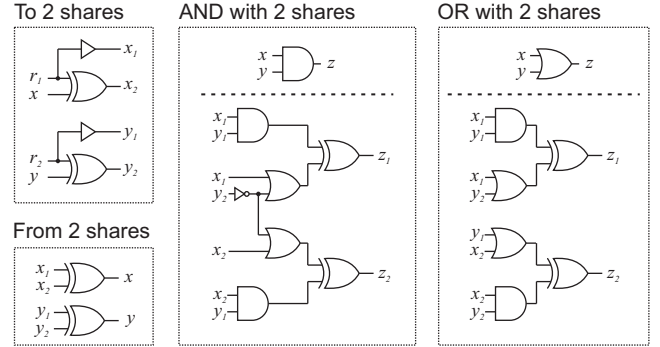 To 2 shares
r₁
x
x₁
x₂
r₂
y
y₁
y₂
From 2 shares
x₁
x₂
x
y₁
y₂
y
AND with 2 shares
x
y
z
x₁
y₁
x₁
y₂
z₁
x₂
x₂
y₁
z₂
OR with 2 shares
x
y
z
x₁
y₁
x₁
y₂
z₁
y₁
x₂
x₂
y₂
z₂